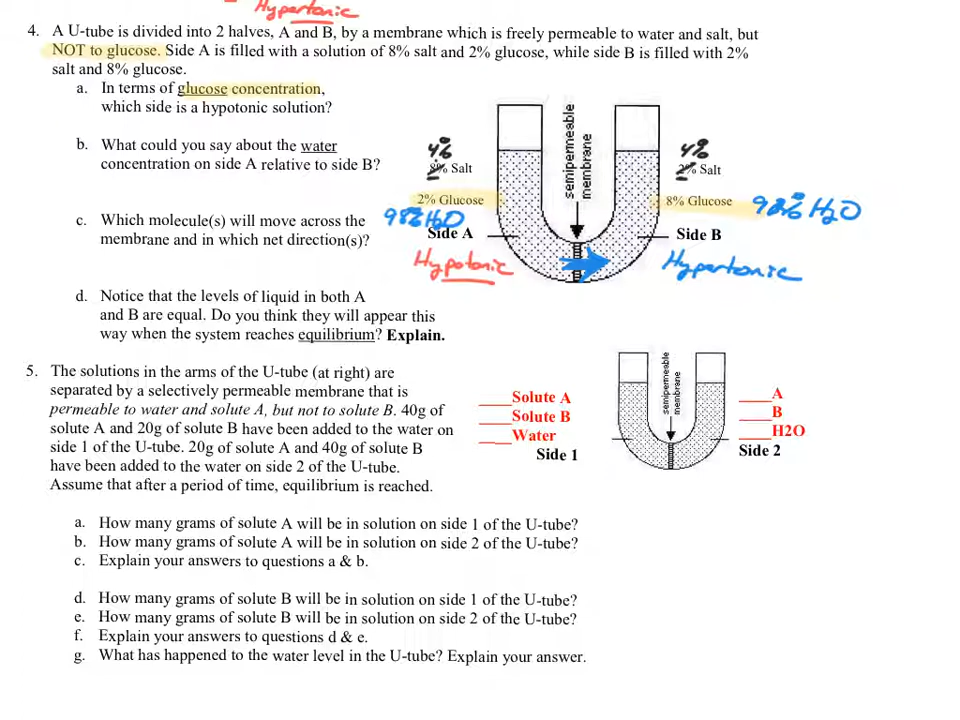 Hypertonic
4. A U-tube is divided into 2 halves, A and B, by a membrane which is freely permeable to water and salt, but
NOT to glucose. Side A is filled with a solution of 8% salt and 2% glucose, while side B is filled with 2%
salt and 8% glucose.
a. In terms of glucose concentration,
which side is a hypotonic solution?
b. What could you say about the water
concentration on side A relative to side B?
c. Which molecule(s) will move across the
membrane and in which net direction(s)?
d. Notice that the levels of liquid in both A
and B are equal. Do you think they will appear this
way when the system reaches equilibrium? Explain.
4%
8% Salt
2% Glucose
98% H2O
Side A
Hypotonic
semipermeable
membrane
4%
2% Salt
8% Glucose
92% H2O
Side B
Hypertonic
5. The solutions in the arms of the U-tube (at right) are
separated by a selectively permeable membrane that is
permeable to water and solute A, but not to solute B. 40g of
solute A and 20g of solute B have been added to the water on
side 1 of the U-tube. 20g of solute A and 40g of solute B
have been added to the water on side 2 of the U-tube.
Assume that after a period of time, equilibrium is reached.
____Solute A
____Solute B
____Water
Side 1
semipermeable
membrane
____A
____B
____H2O
Side 2
a. How many grams of solute A will be in solution on side 1 of the U-tube?
b. How many grams of solute A will be in solution on side 2 of the U-tube?
c. Explain your answers to questions a & b.
d. How many grams of solute B will be in solution on side 1 of the U-tube?
e. How many grams of solute B will be in solution on side 2 of the U-tube?
f. Explain your answers to questions d & e.
g. What has happened to the water level in the U-tube? Explain your answer.